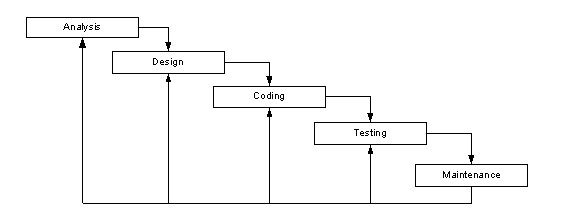 Analysis
Design
Coding
Testing
Maintenance